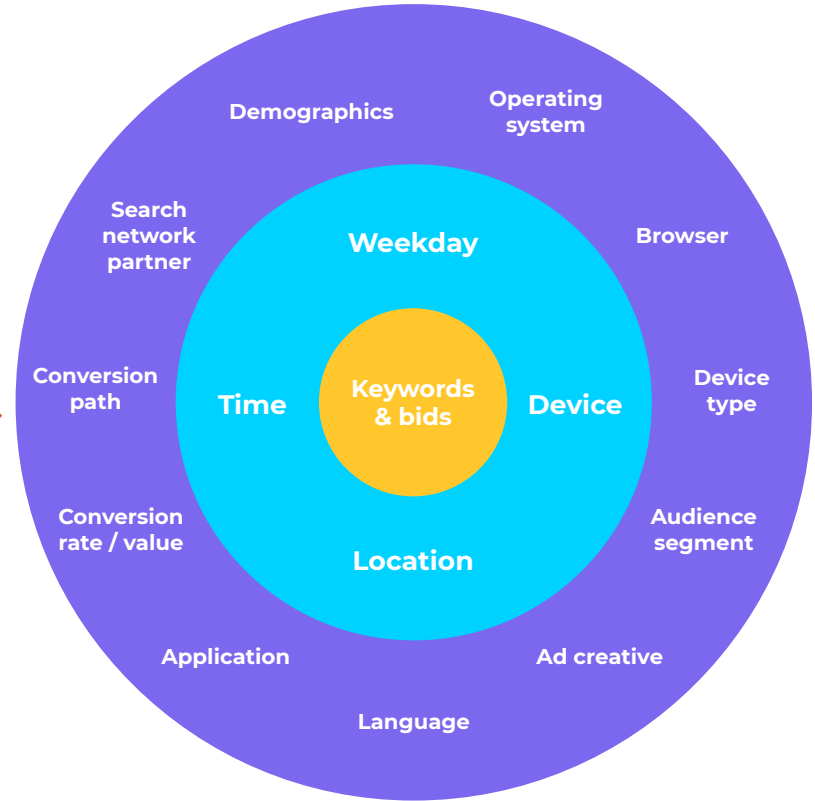 Demographics
Operating
system
Search
network
partner
Weekday
Browser
Conversion
path
Time
Keywords
& bids
Device
Device
type
Conversion
rate / value
Location
Audience
segment
Application
Ad creative
Language